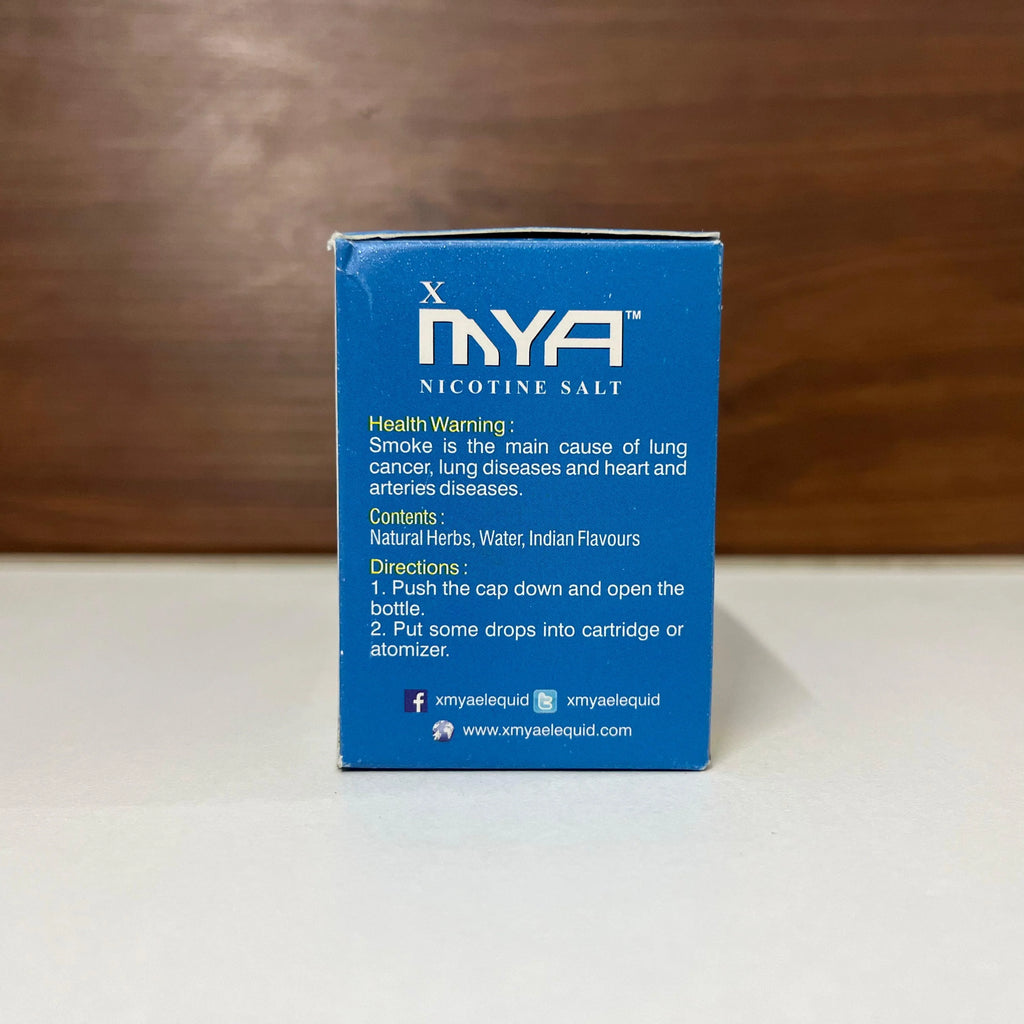 X
MYA™
NICOTINE SALT
Health Warning :
Smoke is the main cause of lung
cancer, lung diseases and heart and
arteries diseases.
Contents :
Natural Herbs, Water, Indian Flavours
Directions :
1. Push the cap down and open the
bottle.
2. Put some drops into cartridge or
atomizer.
f xmyaelequid t xmyaelequid
www.xmyaelequid.com